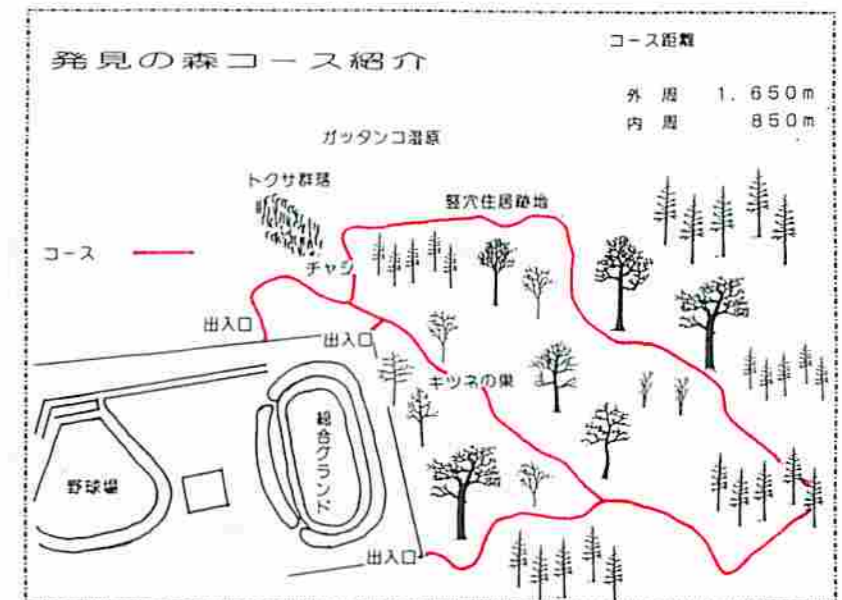 発見の森コース紹介
コース距離
外周 1.650m
内周 850m
ガッタンコ湿原
トクサ群落
竪穴住居跡地
コース
チャシ
出入口
出入口
キツネの巣
総合グランド
野球場
出入口